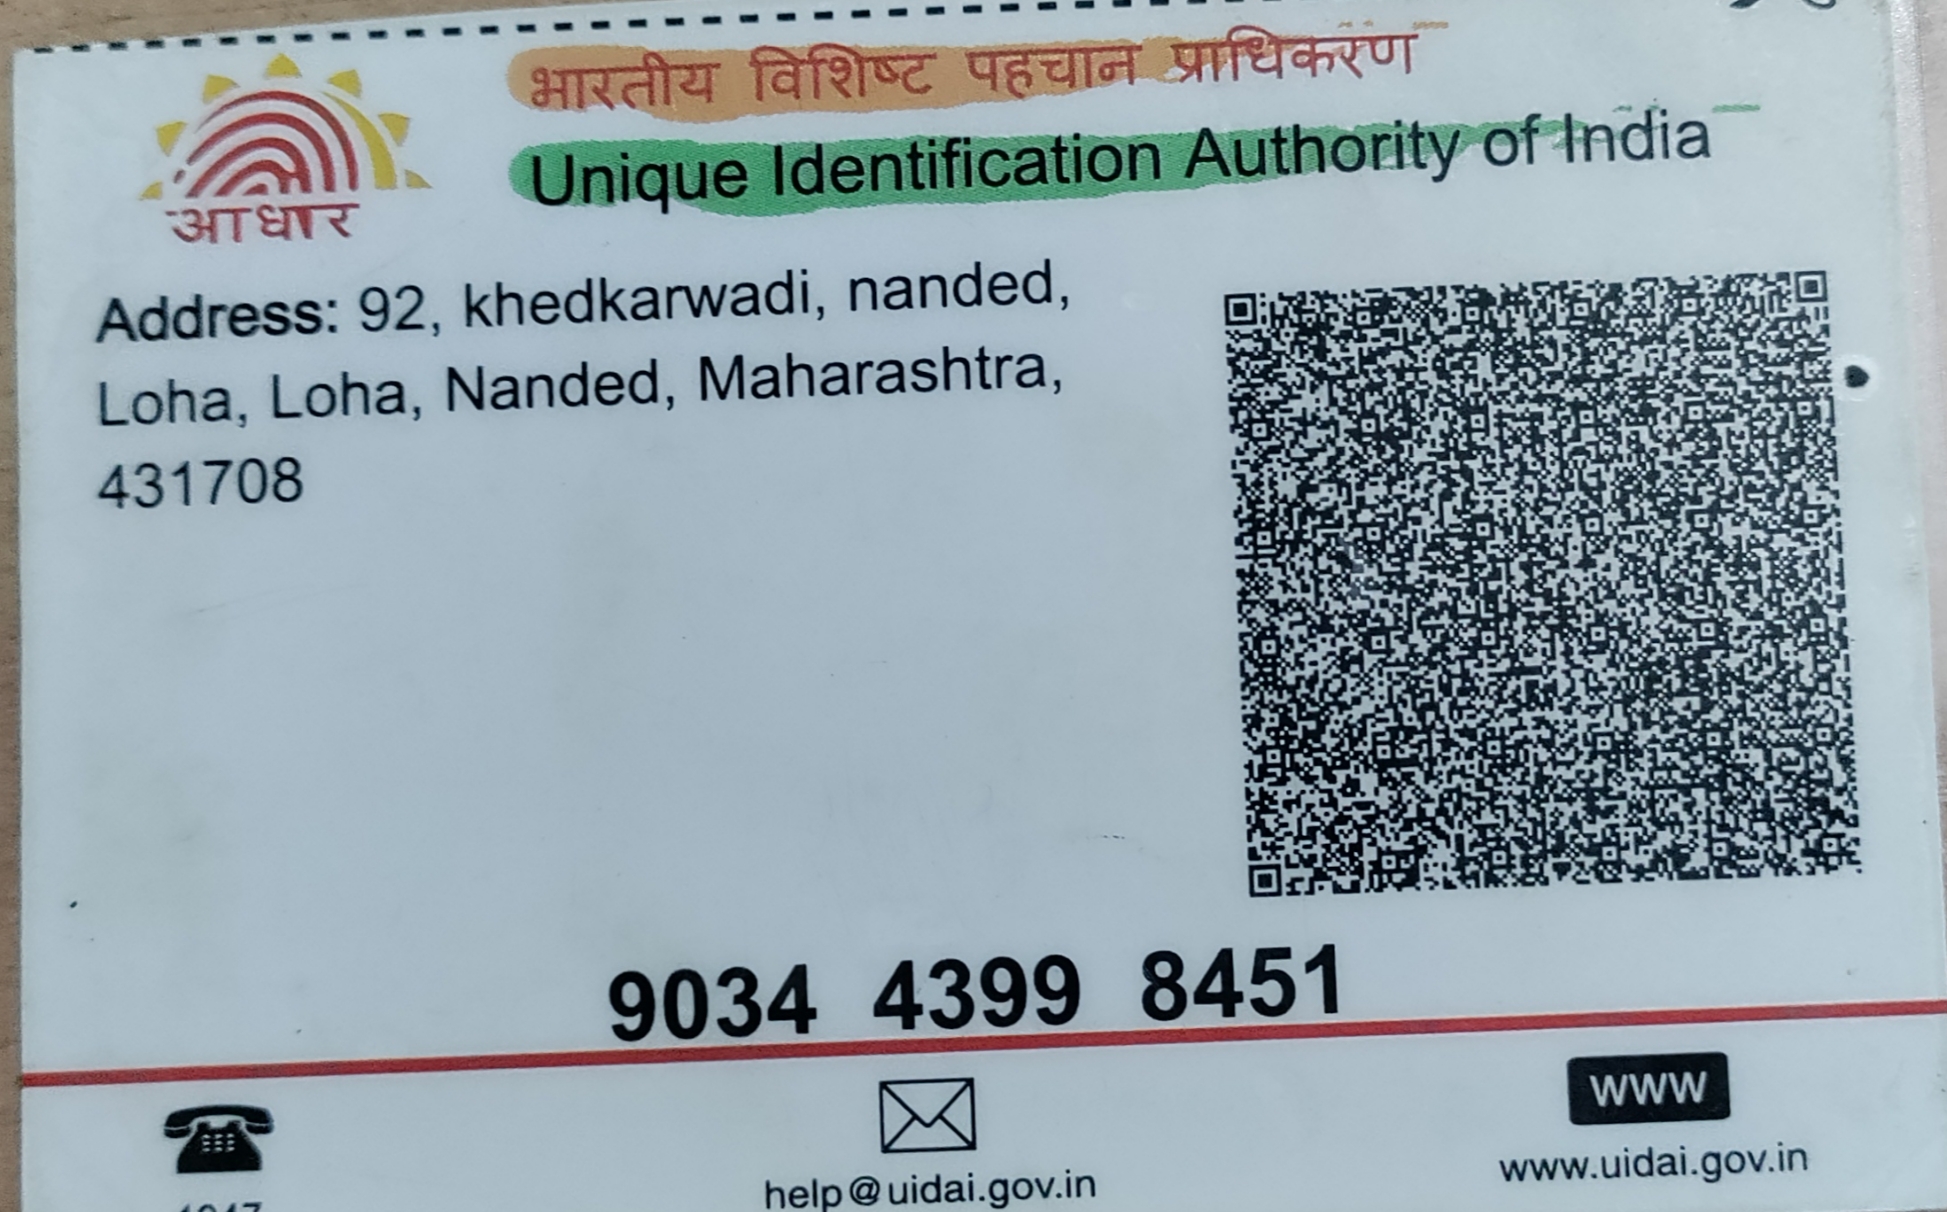 भारतीय विशिष्ट पहचान प्राधिकरण
Unique Identification Authority of India
आधार
Address: 92, khedkarwadi, nanded,
Loha, Loha, Nanded, Maharashtra,
431708
9034 4399 8451
www
help@uidai.gov.in
www.uidai.gov.in